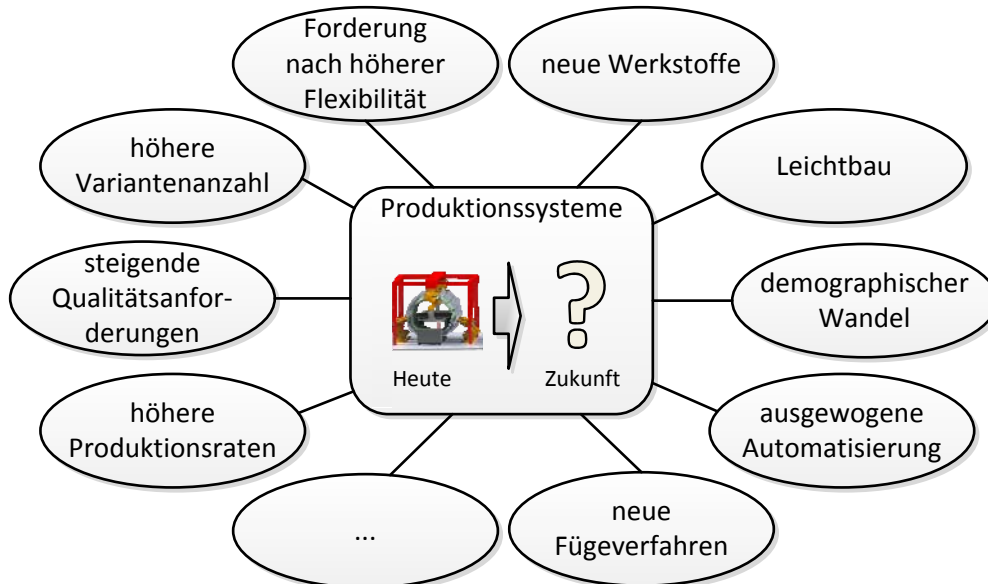 Forderung
nach höherer
Flexibilität
neue Werkstoffe
höhere
Variantenanzahl
Leichtbau
Produktionssysteme
steigende
Qualitätsanfor-
derungen
?
demographischer
Wandel
Heute
Zukunft
höhere
Produktionsraten
ausgewogene
Automatisierung
...
neue
Fügeverfahren